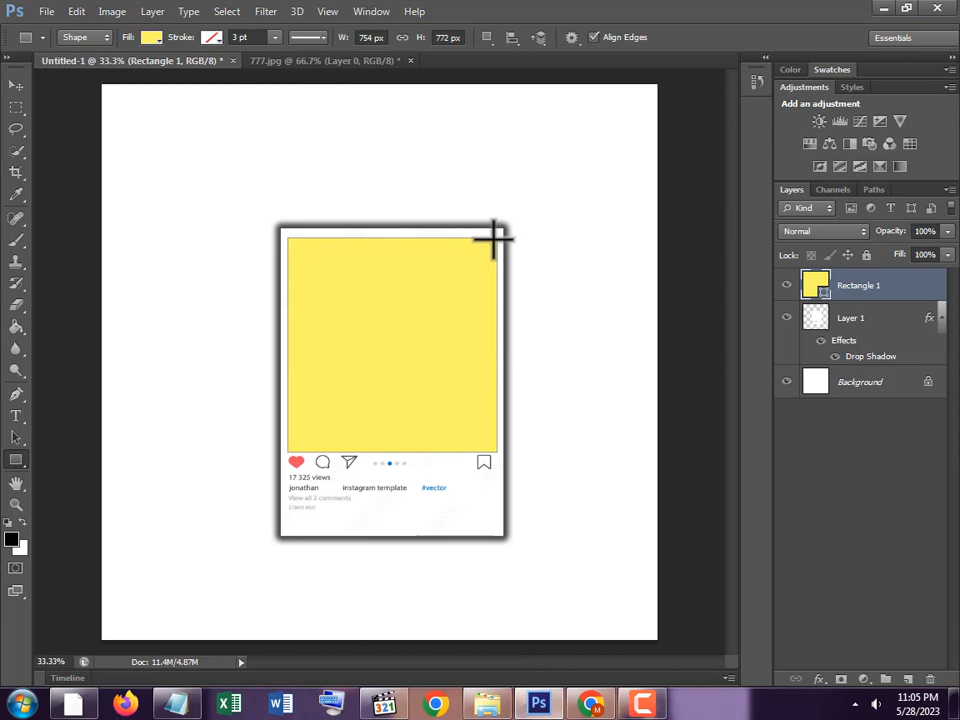 Ps File Edit Image Layer Type Select Filter 3D View Window Help
Shape Fill: Stroke: 3 pt W: 754 px H: 772 px Align Edges Essentials
Untitled-1 @ 33.3% (Rectangle 1, RGB/8) * × 777.jpg @ 66.7% (Layer 0, RGB/8) * ×
Color Swatches
Adjustments Styles
Add an adjustment
Layers Channels Paths
Kind
Normal Opacity: 100%
Lock: Fill: 100%
Rectangle 1
Layer 1 fx
Effects
Drop Shadow
Background
17 325 views
jonathan instagram template #vector
View all 2 comments
33.33% Doc: 11.4M/4.87M
Timeline
321 Ps M C
11:05 PM
5/28/2023